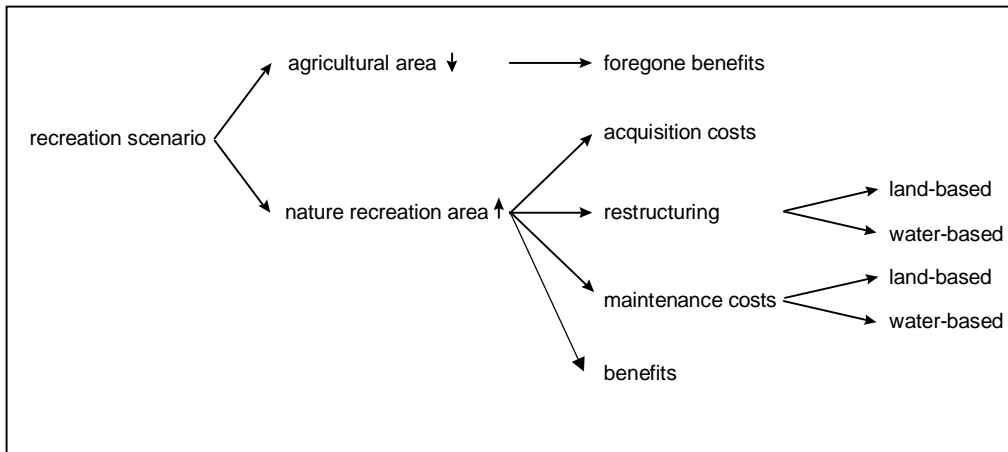 agricultural area
foregone benefits
recreation scenario
acquisition costs
nature recreation area
restructuring
land-based
water-based
maintenance costs
land-based
water-based
benefits